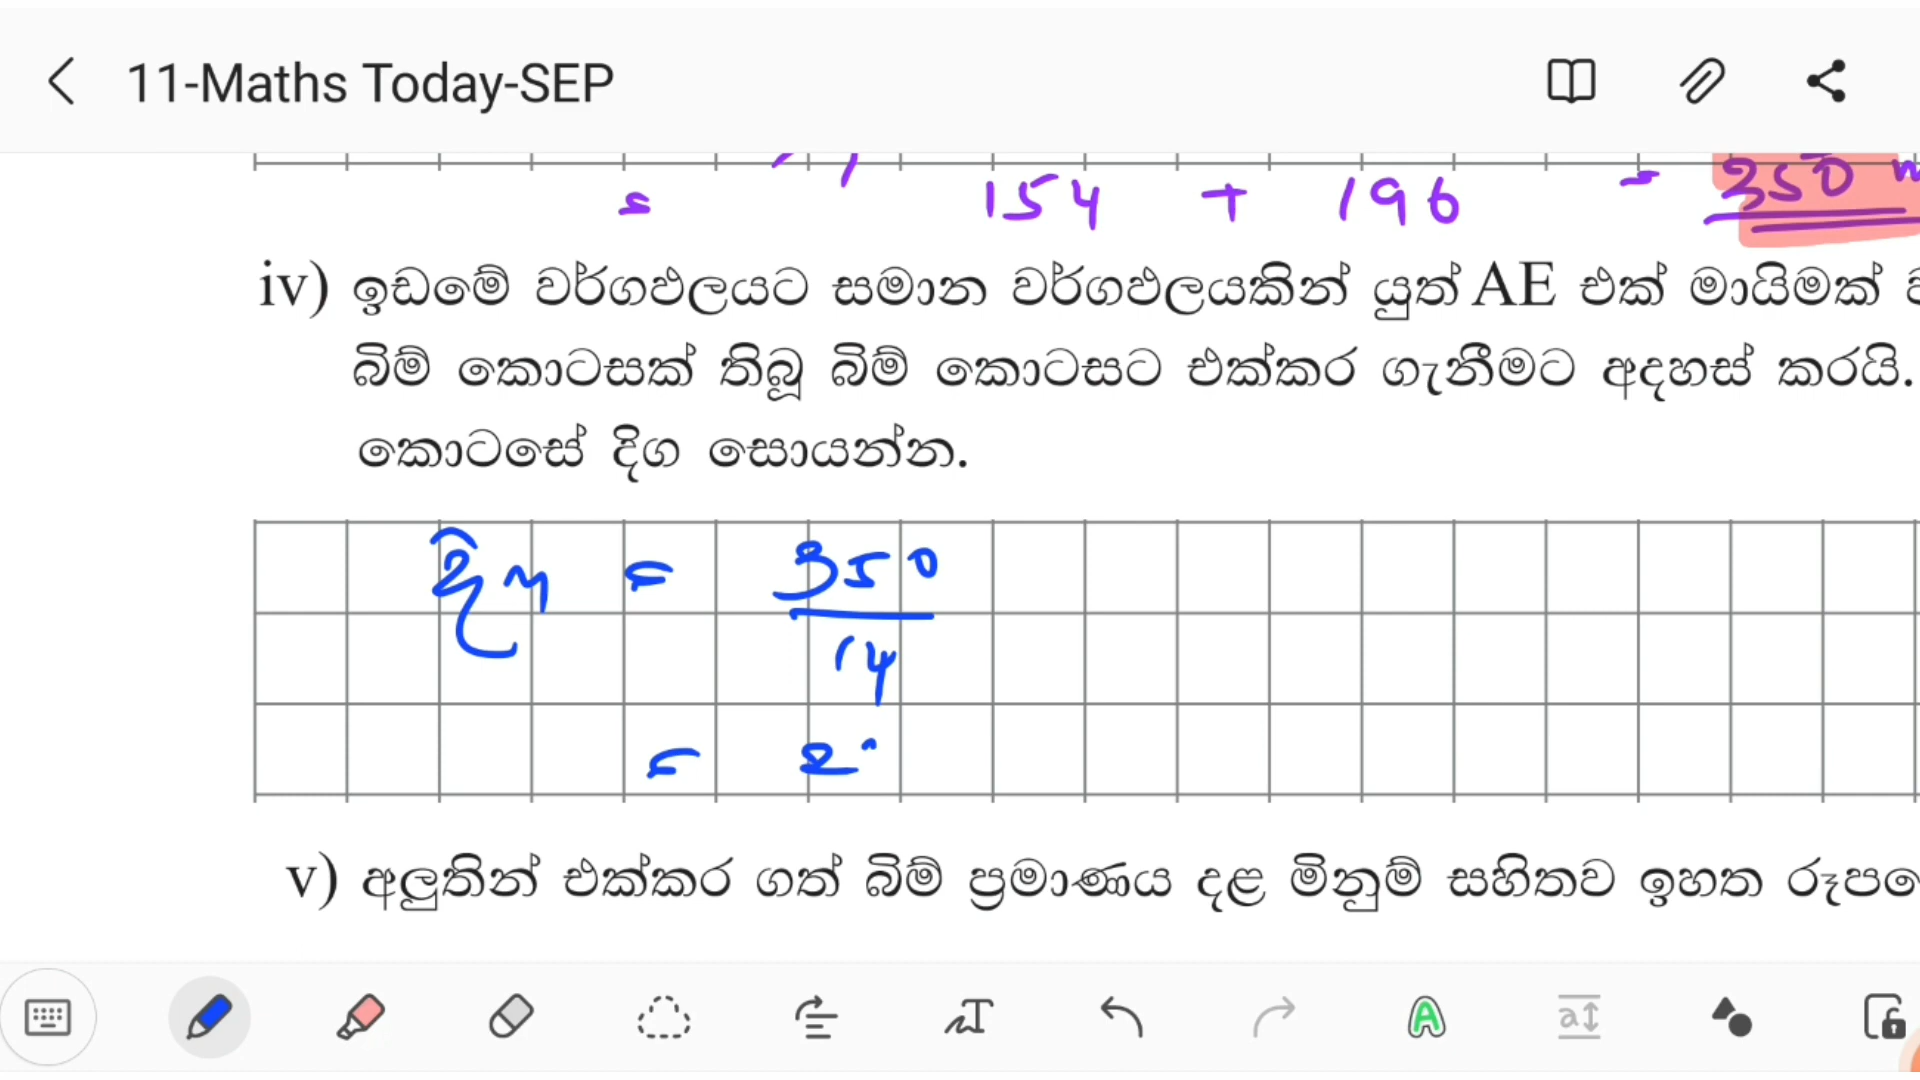 11-Maths Today-SEP
= 154 + 196 = 350 m
iv) ඉඩමේ වර්ගඵලයට සමාන වර්ගඵලයකින් යුත් AE එක් මායිමක්
බිම් කොටසක් තිබූ බිම් කොටසට එක්කර ගැනීමට අදහස් කරයි.
කොටසේ දිග සොයන්න.
දිග = 350
14
= 2
v) අලුතින් එක්කර ගත් බිම් ප්‍රමාණය දළ මිනුම් සහිතව ඉහත